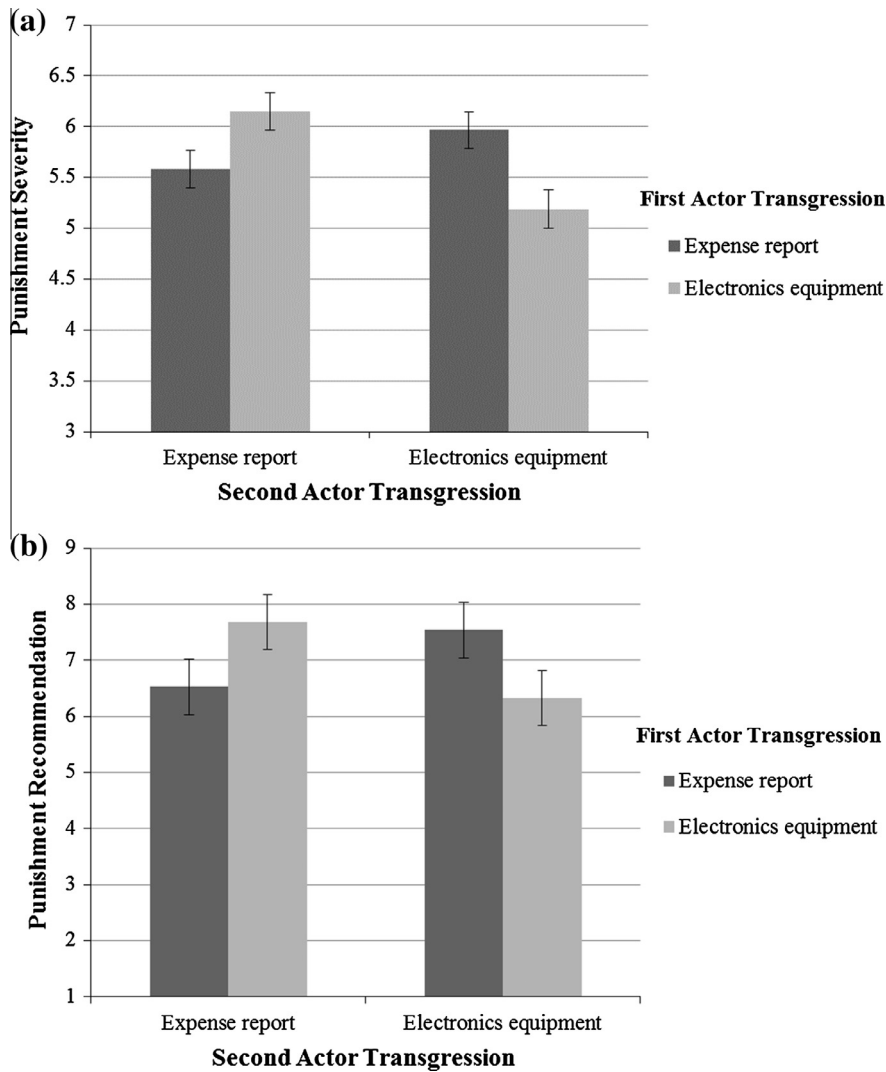 (a)
7
6.5
6
5.5
5
4.5
4
3.5
3
Punishment Severity
Expense report
Electronics equipment
Second Actor Transgression
First Actor Transgression
Expense report
Electronics equipment
(b)
9
8
7
6
5
4
3
2
1
Punishment Recommendation
Expense report
Electronics equipment
Second Actor Transgression
First Actor Transgression
Expense report
Electronics equipment